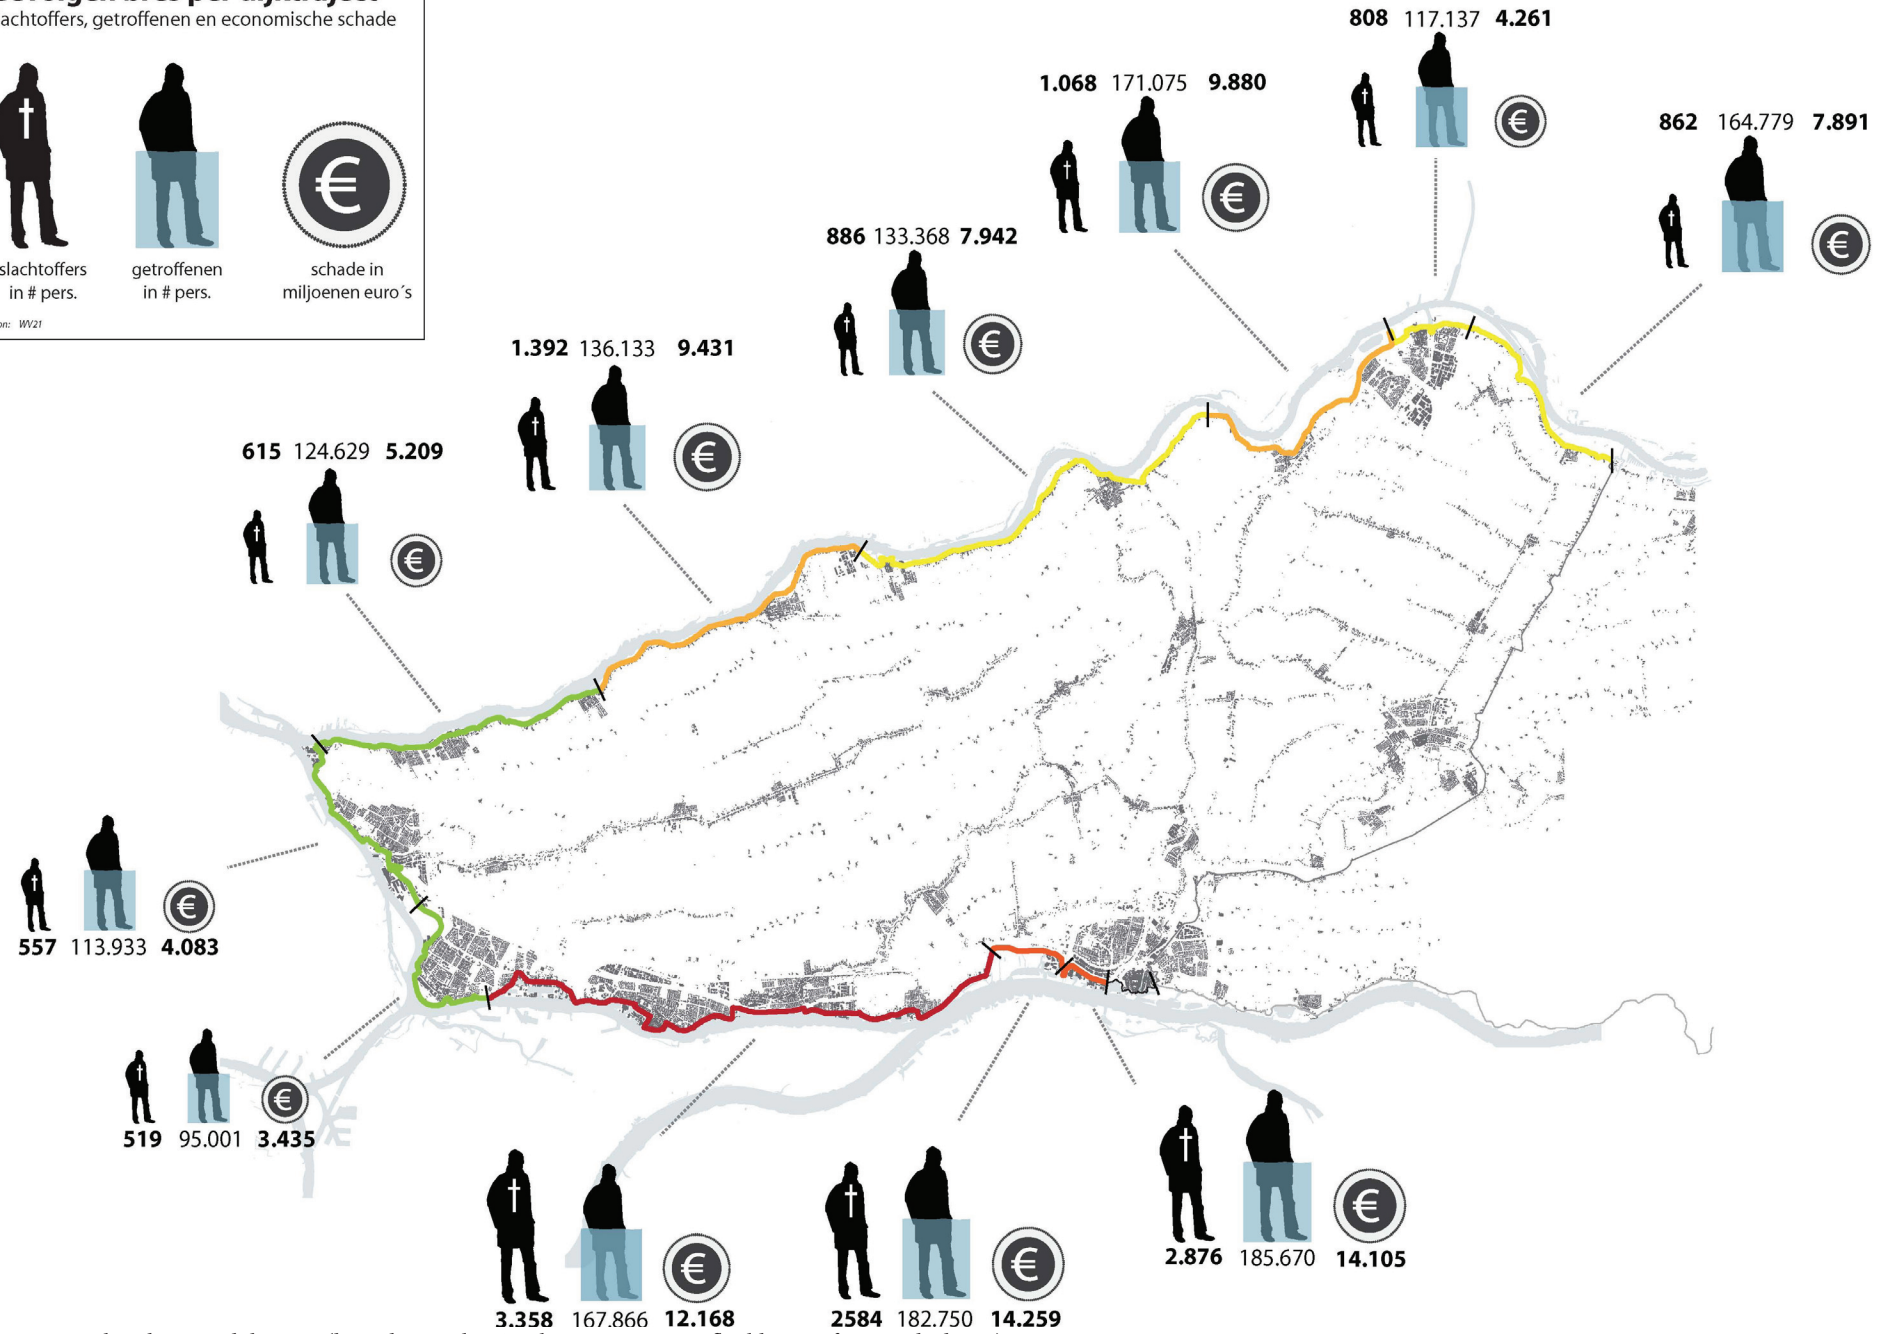 slachtoffers, getroffenen en economische schade
slachtoffers
in # pers.
getroffenen
in # pers.
schade in
miljoenen euro´s
WV21
808 117.137 4.261
1.068 171.075 9.880
862 164.779 7.891
886 133.368 7.942
1.392 136.133 9.431
615 124.629 5.209
557 113.933 4.083
519 95.001 3.435
3.358 167.866 12.168
2584 182.750 14.259
2.876 185.670 14.105